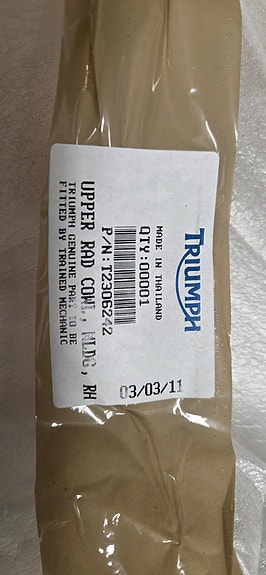 TRIUMPH
MADE IN THAILAND
QTY:00001
P/N:T2306242
UPPER RAD COWL, MLDG, RH
TRIUMPH GENUINE PART TO BE
FITTED BY TRAINED MECHANIC
03/03/11